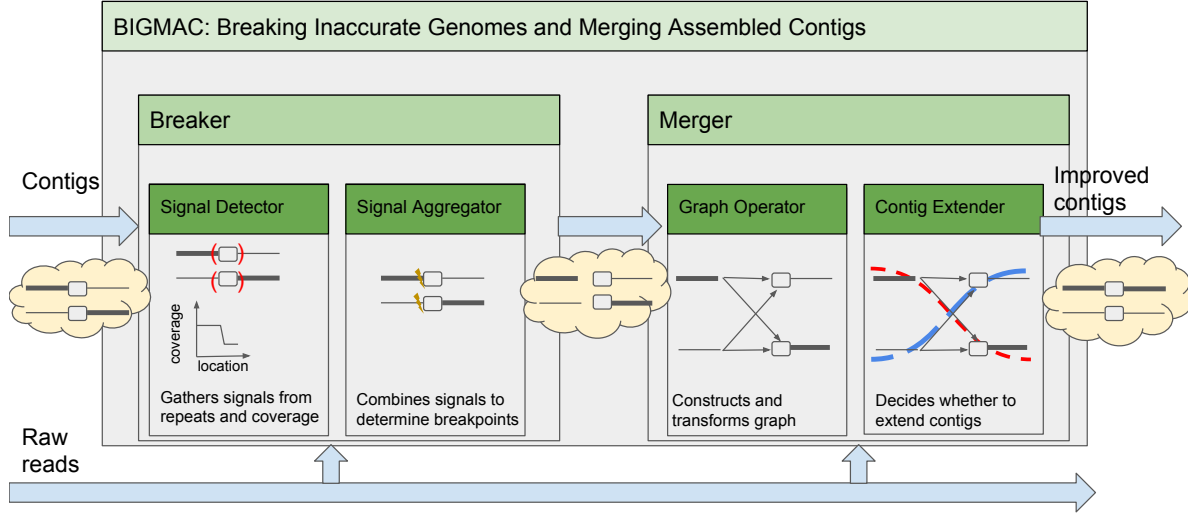 BIGMAC: Breaking Inaccurate Genomes and Merging Assembled Contigs
Breaker
Merger
Contigs
Improved
contigs
Signal Detector
Signal Aggregator
Graph Operator
Contig Extender
coverage
location
Gathers signals from
repeats and coverage
Combines signals to
determine breakpoints
Constructs and
transforms graph
Decides whether to
extend contigs
Raw
reads